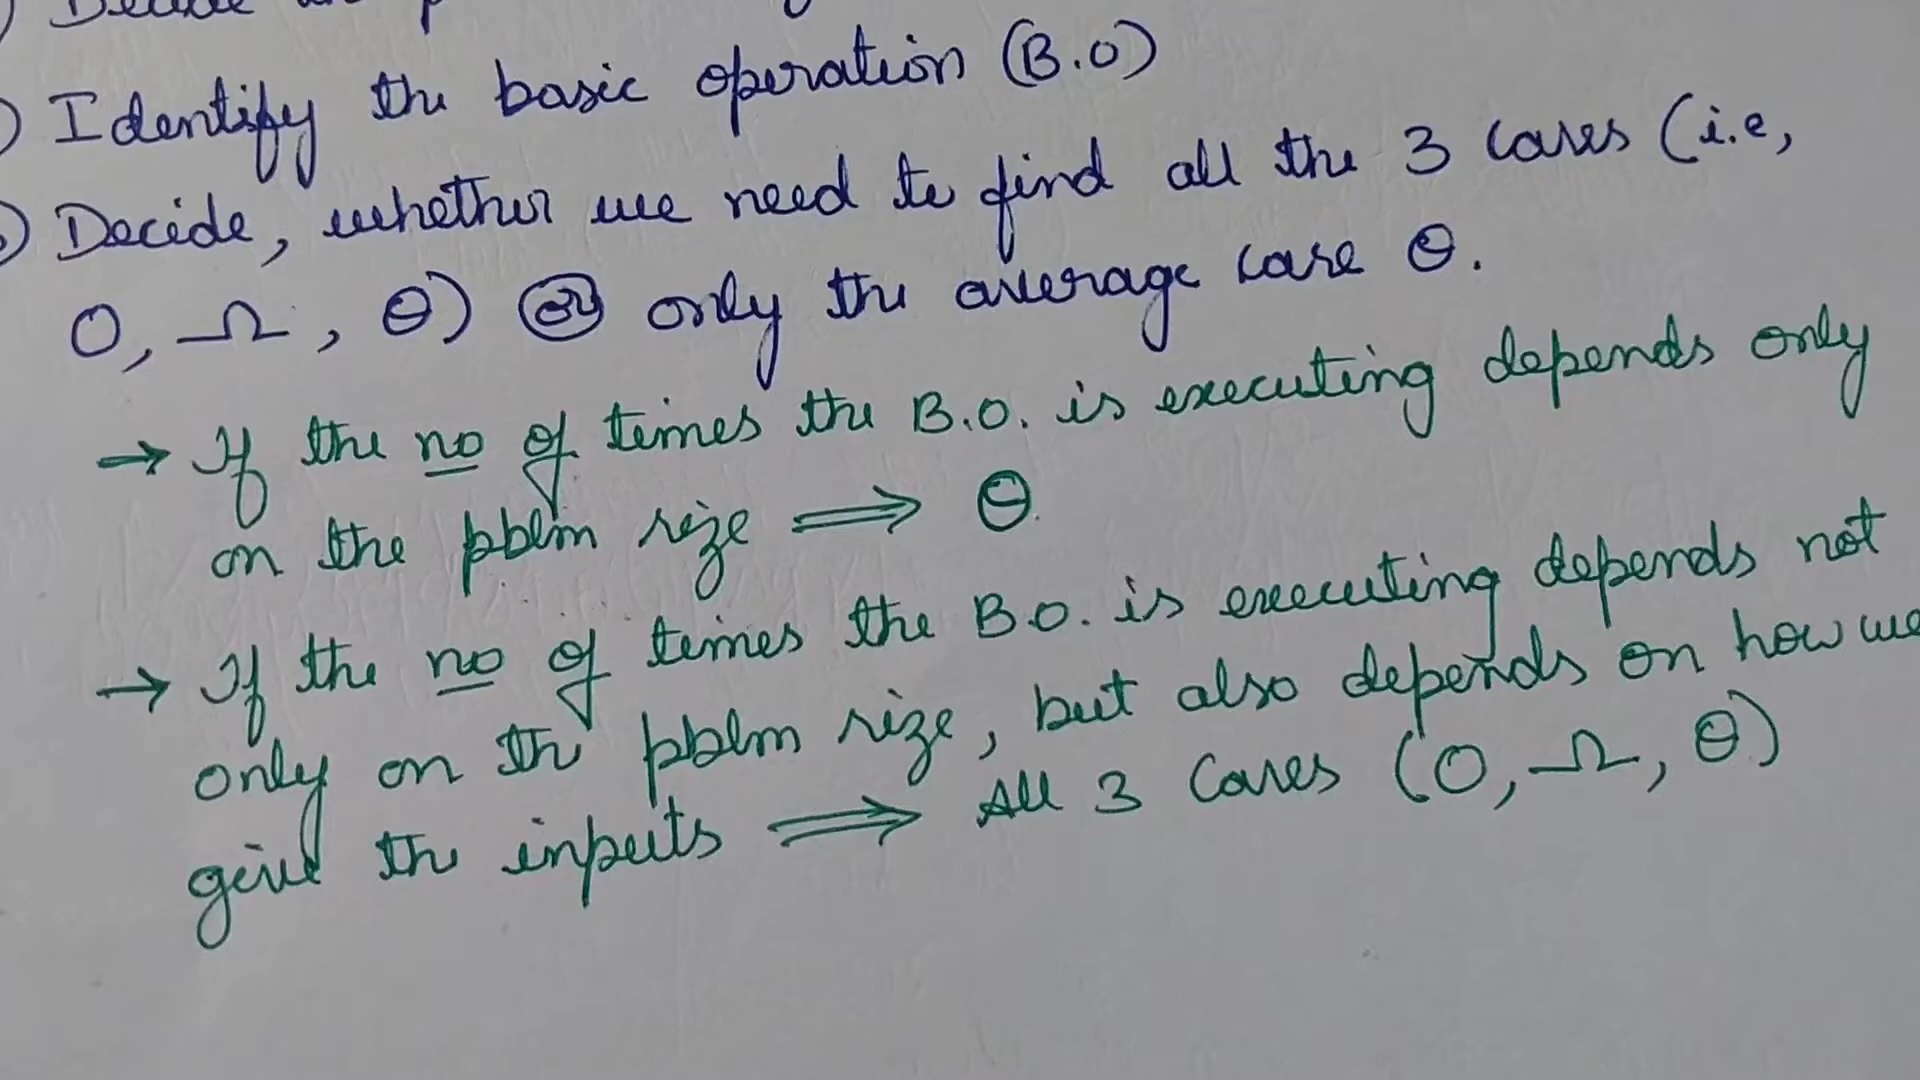 Decide the
Identify the basic operation (B.O)
Decide, whether we need to find all the 3 cases (i.e,
O, Ω, Θ) or only the average case Θ.
→ If the no of times the B.O. is executing depends only
on the pblm size ⟹ Θ
→ If the no of times the B.O. is executing depends not
only on th pblm size, but also depends on how we
give the inputs ⟹ All 3 Cases (O, Ω, Θ)